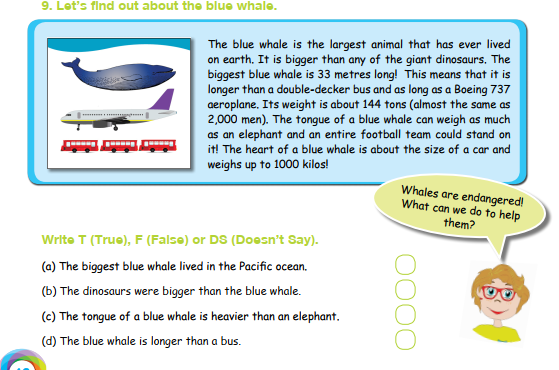 9. Let's find out about the blue whale.
The blue whale is the largest animal that has ever lived
on earth. It is bigger than any of the giant dinosaurs. The
biggest blue whale is 33 metres long! This means that it is
longer than a double-decker bus and as long as a Boeing 737
aeroplane. Its weight is about 144 tons (almost the same as
2,000 men). The tongue of a blue whale can weigh as much
as an elephant and an entire football team could stand on
it! The heart of a blue whale is about the size of a car and
weighs up to 1000 kilos!
Whales are endangered!
What can we do to help
them?
Write T (True), F (False) or DS (Doesn't Say).
(a) The biggest blue whale lived in the Pacific ocean.
(b) The dinosaurs were bigger than the blue whale.
(c) The tongue of a blue whale is heavier than an elephant.
(d) The blue whale is longer than a bus.